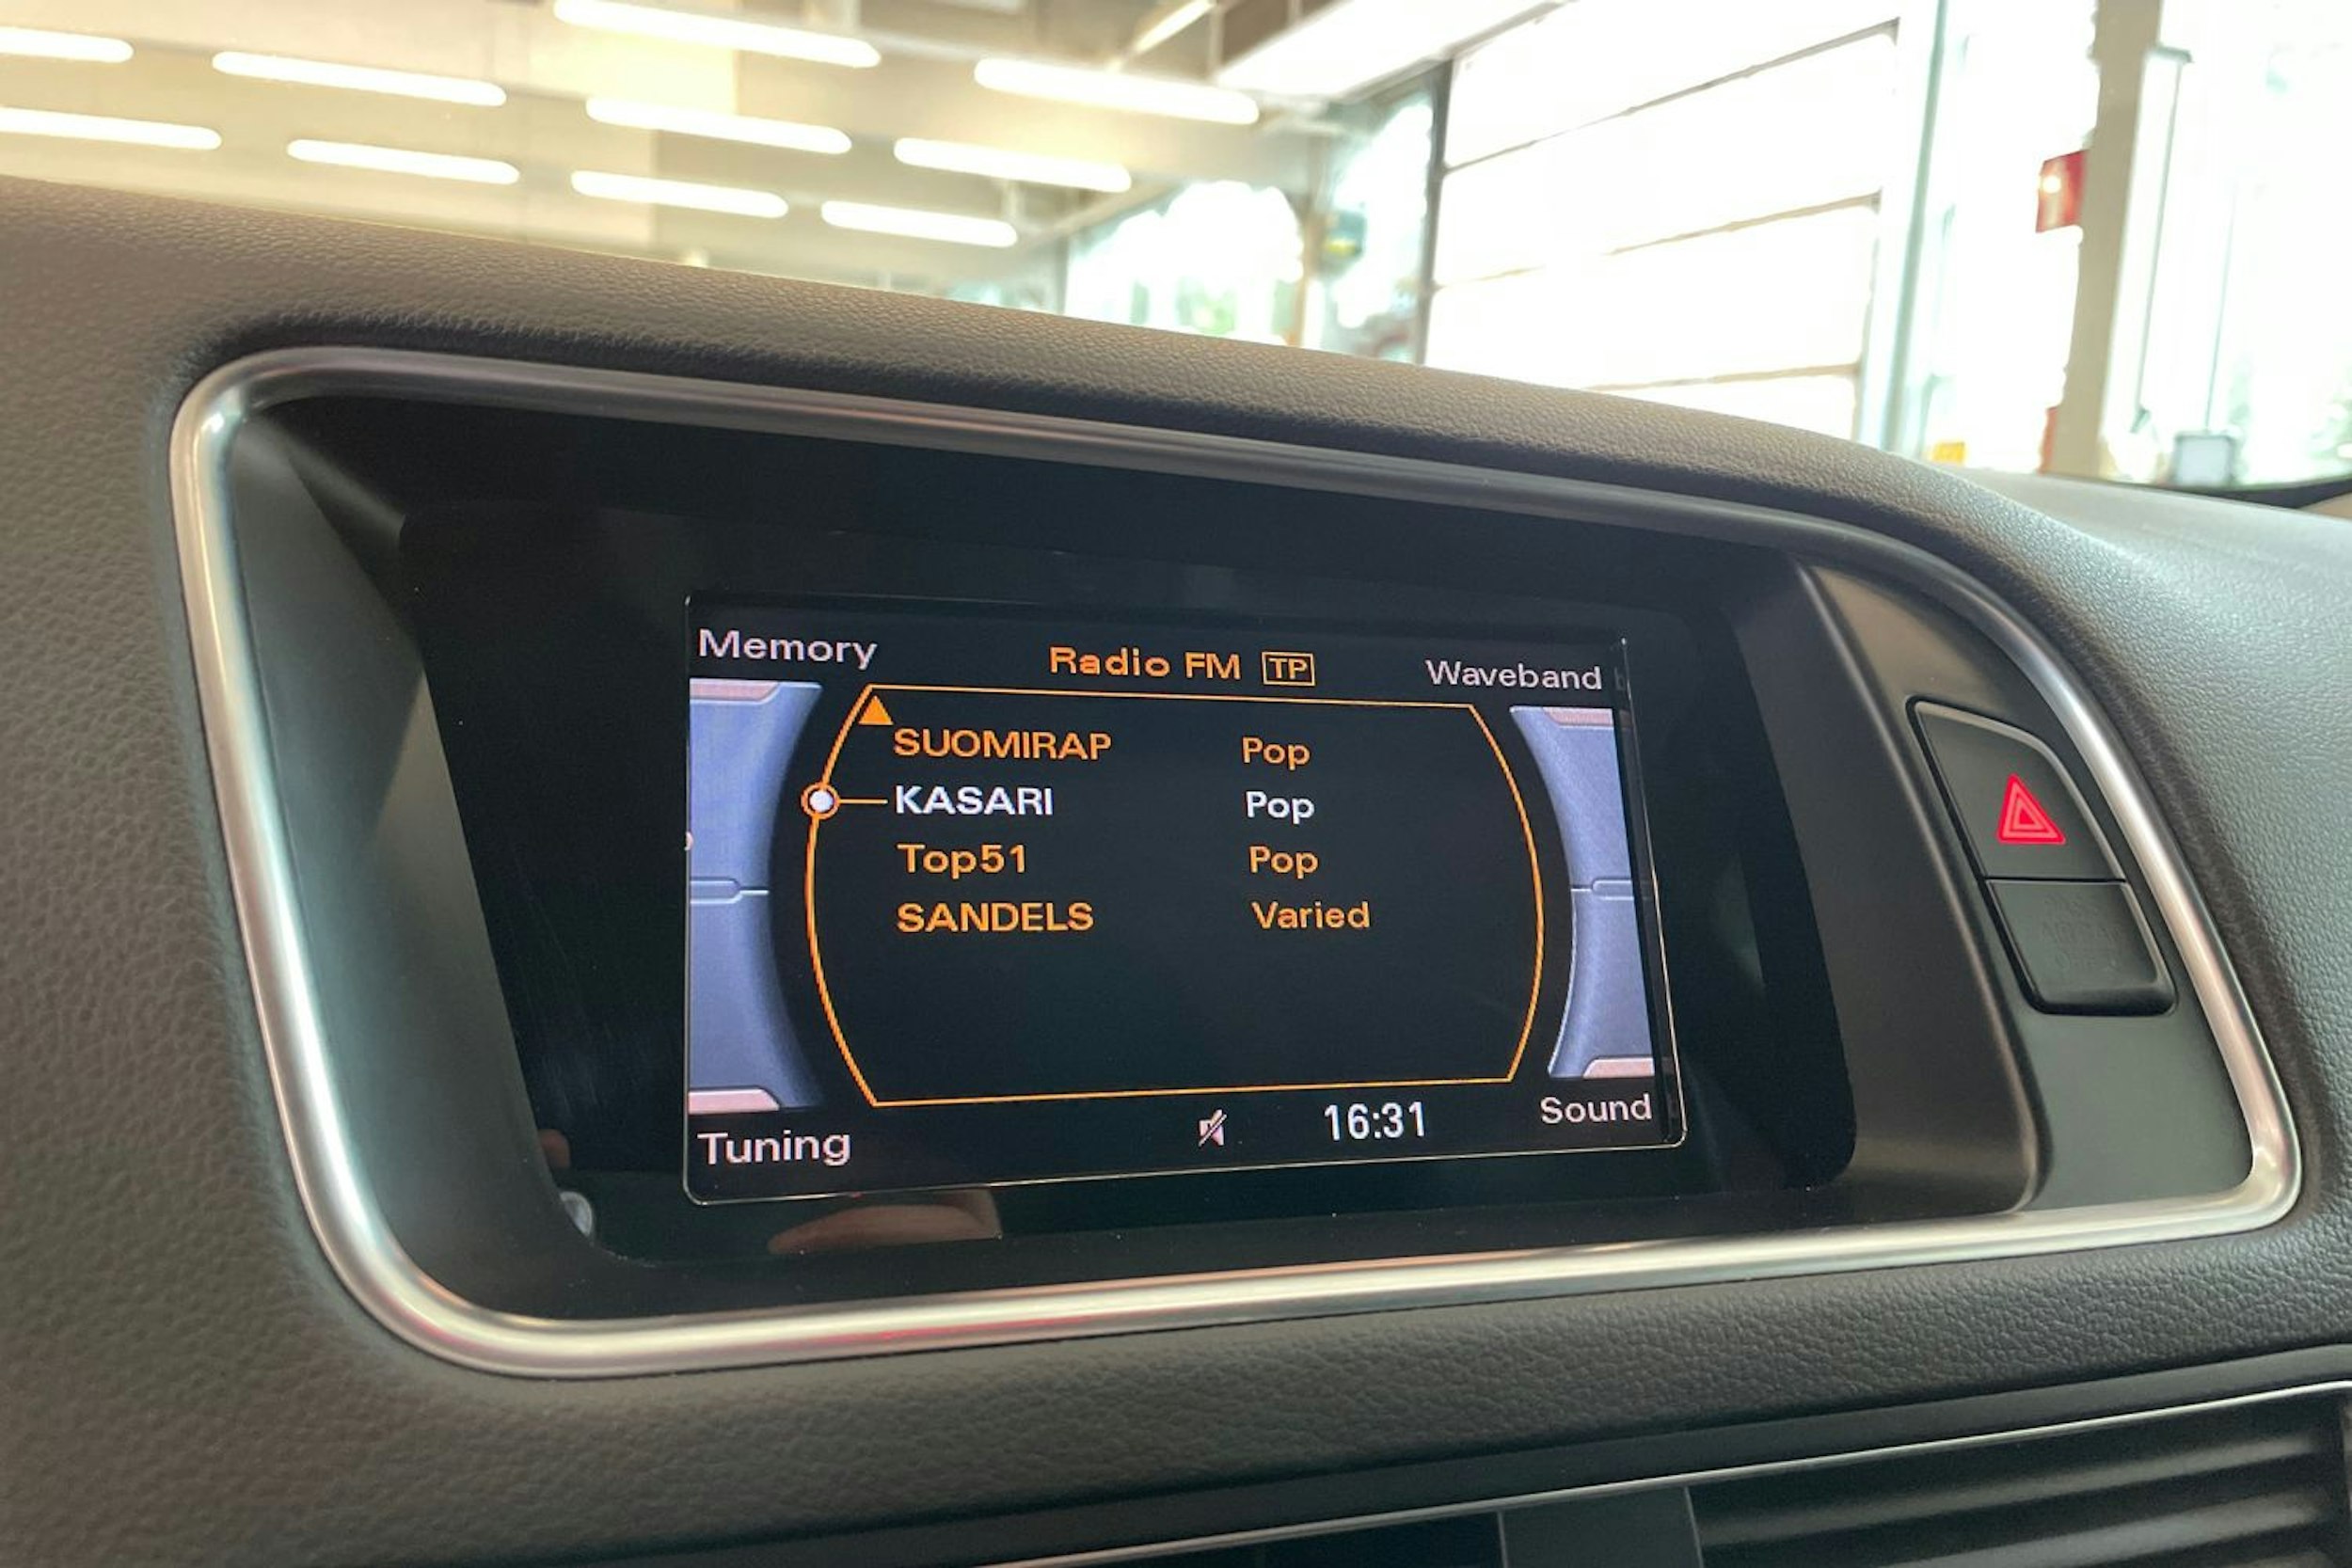 Memory
Radio FM TP
Waveband
SUOMIRAP Pop
KASARI Pop
Top51 Pop
SANDELS Varied
Tuning
16:31
Sound